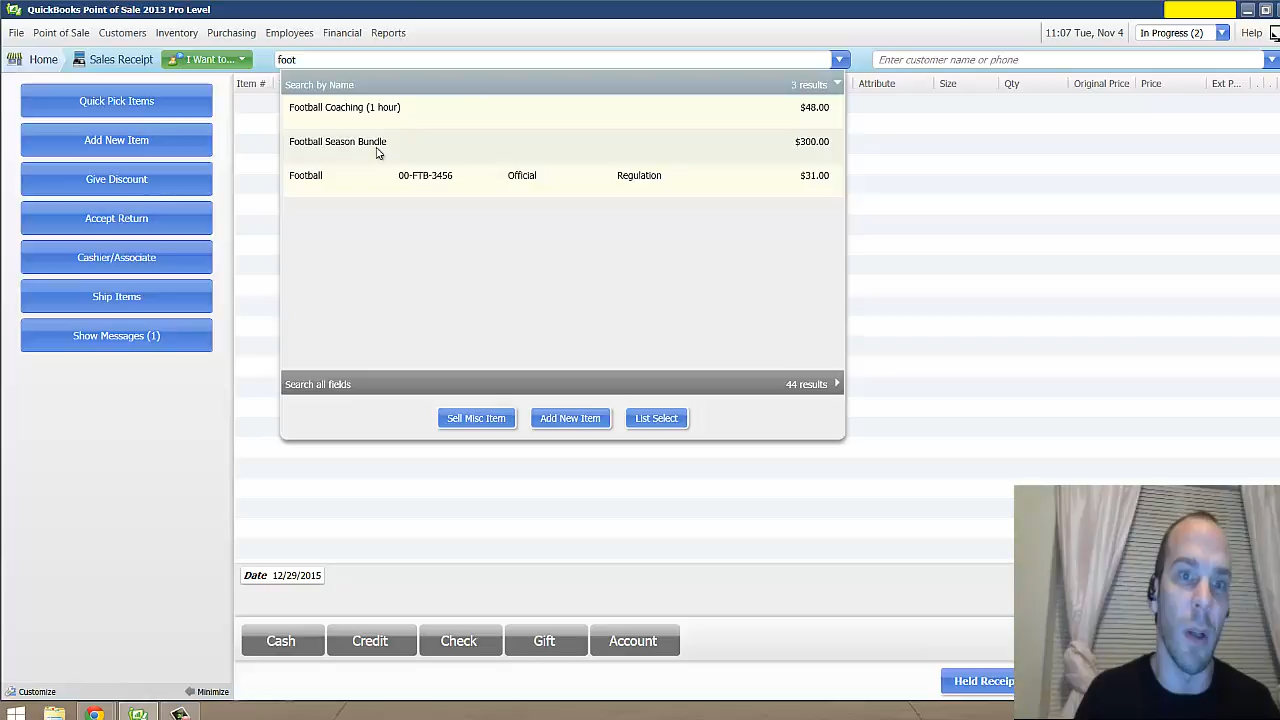 QuickBooks Point of Sale 2013 Pro Level
File Point of Sale Customers Inventory Purchasing Employees Financial Reports 11:07 Tue, Nov 4 In Progress (2) Help
Home Sales Receipt I Want to... foot Enter customer name or phone
Item # Attribute Size Qty Original Price Price Ext P...
Search by Name 3 results
Football Coaching (1 hour) $48.00
Football Season Bundle $300.00
Football 00-FTB-3456 Official Regulation $31.00
Search all fields 44 results
Sell Misc Item Add New Item List Select
Quick Pick Items
Add New Item
Give Discount
Accept Return
Cashier/Associate
Ship Items
Show Messages (1)
Date 12/29/2015
Cash Credit Check Gift Account
Held Receip
Customize Minimize